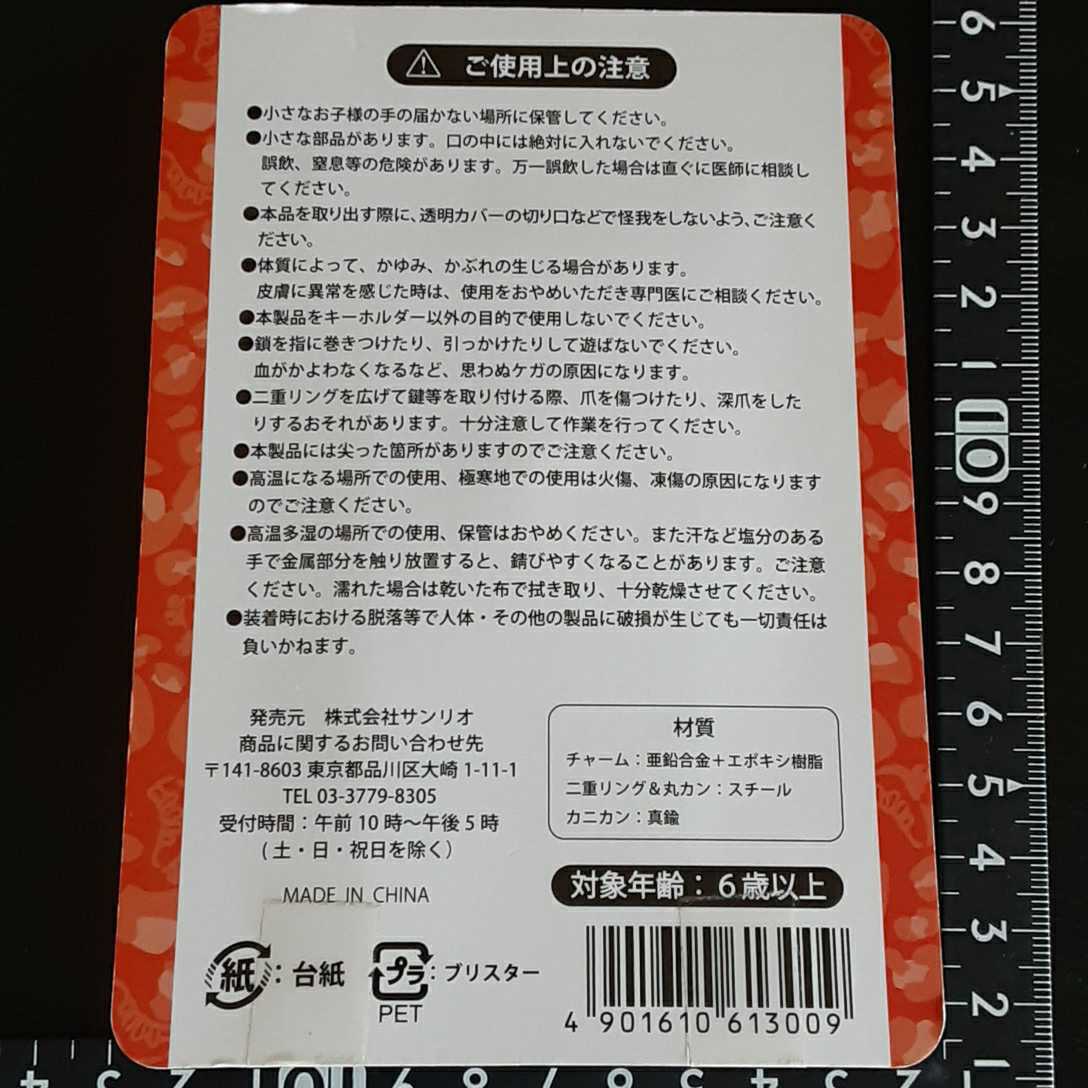 ご使用上の注意
●小さなお子様の手の届かない場所に保管してください。
●小さな部品があります。口の中には絶対に入れないでください。
誤飲、窒息等の危険があります。万一誤飲した場合は直ぐに医師に相談し
てください。
●本品を取り出す際に、透明カバーの切り口などで怪我をしないよう、ご注意く
ださい。
●体質によって、かゆみ、かぶれの生じる場合があります。
皮膚に異常を感じた時は、使用をおやめいただき専門医にご相談ください。
●本製品をキーホルダー以外の目的で使用しないでください。
●鎖を指に巻きつけたり、引っかけたりして遊ばないでください。
血がかよわなくなるなど、思わぬケガの原因になります。
●二重リングを広げて鍵等を取り付ける際、爪を傷つけたり、深爪をした
りするおそれがあります。十分注意して作業を行ってください。
●本製品には尖った箇所がありますのでご注意ください。
●高温になる場所での使用、極寒地での使用は火傷、凍傷の原因になります
のでご注意ください。
●高温多湿の場所での使用、保管はおやめください。また汗など塩分のある
手で金属部分を触り放置すると、錆びやすくなることがあります。ご注意
ください。濡れた場合は乾いた布で拭き取り、十分乾燥させてください。
●装着時における脱落等で人体・その他の製品に破損が生じても一切責任は
負いかねます。
発売元 株式会社サンリオ
商品に関するお問い合わせ先
〒141-8603 東京都品川区大崎 1-11-1
TEL 03-3779-8305
受付時間：午前 10 時〜午後 5 時
(土・日・祝日を除く)
MADE IN CHINA
紙：台紙
プラ：ブリスター
PET
材質
チャーム：亜鉛合金＋エポキシ樹脂
二重リング＆丸カン：スチール
カニカン：真鍮
対象年齢：6歳以上
4 901610 613009
6
5
4
3
2
1
10
9
8
7
6
5
4
3
2
1